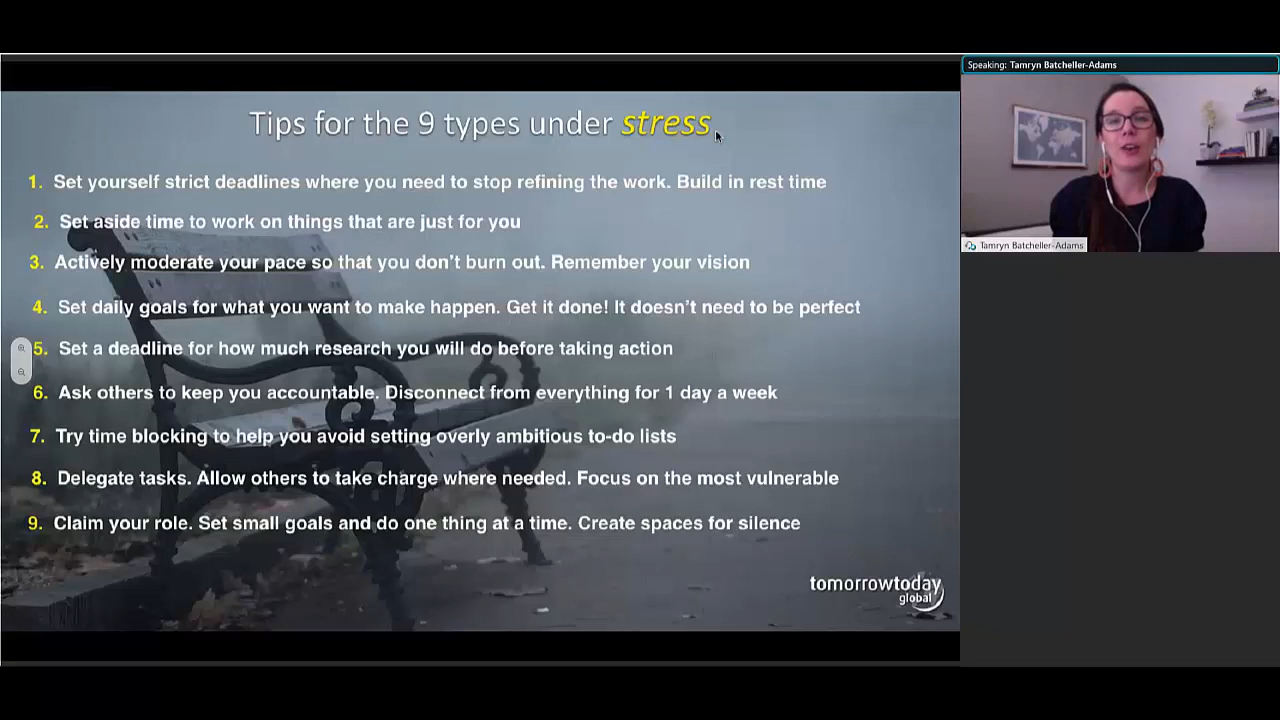 Speaking: Tamryn Batcheller-Adams
Tips for the 9 types under stress
1. Set yourself strict deadlines where you need to stop refining the work. Build in rest time
2. Set aside time to work on things that are just for you
3. Actively moderate your pace so that you don't burn out. Remember your vision
4. Set daily goals for what you want to make happen. Get it done! It doesn't need to be perfect
5. Set a deadline for how much research you will do before taking action
6. Ask others to keep you accountable. Disconnect from everything for 1 day a week
7. Try time blocking to help you avoid setting overly ambitious to-do lists
8. Delegate tasks. Allow others to take charge where needed. Focus on the most vulnerable
9. Claim your role. Set small goals and do one thing at a time. Create spaces for silence
tomorrowtoday
global
Tamryn Batcheller-Adams